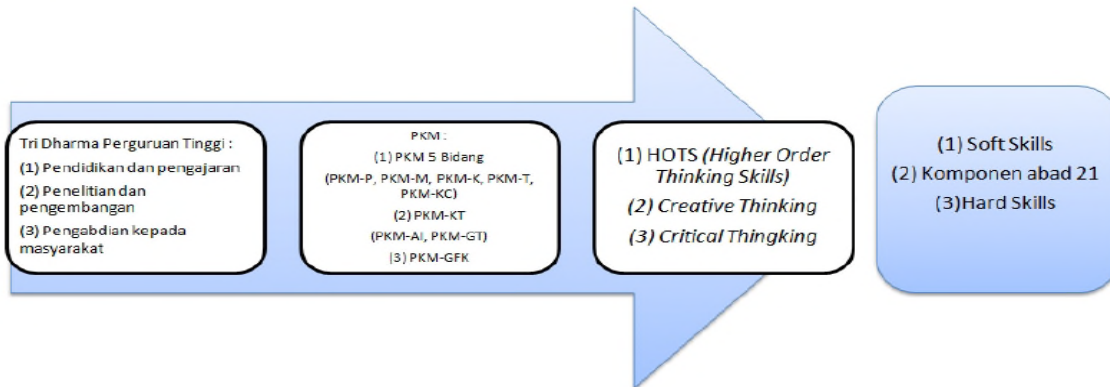 Tri Dharma Perguruan Tinggi :
(1) Pendidikan dan pengajaran
(2) Penelitian dan
pengembangan
(3) Pengabdian kepada
masyarakat
PKM :
(1) PKM 5 Bidang
(PKM-P, PKM-M, PKM-K, PKM-T,
PKM-KC)
(2) PKM-KT
(PKM-AI, PKM-GT)
(3) PKM-GFK
(1) HOTS (Higher Order
Thinking Skills)
(2) Creative Thinking
(3) Critical Thingking
(1) Soft Skills
(2) Komponen abad 21
(3)Hard Skills